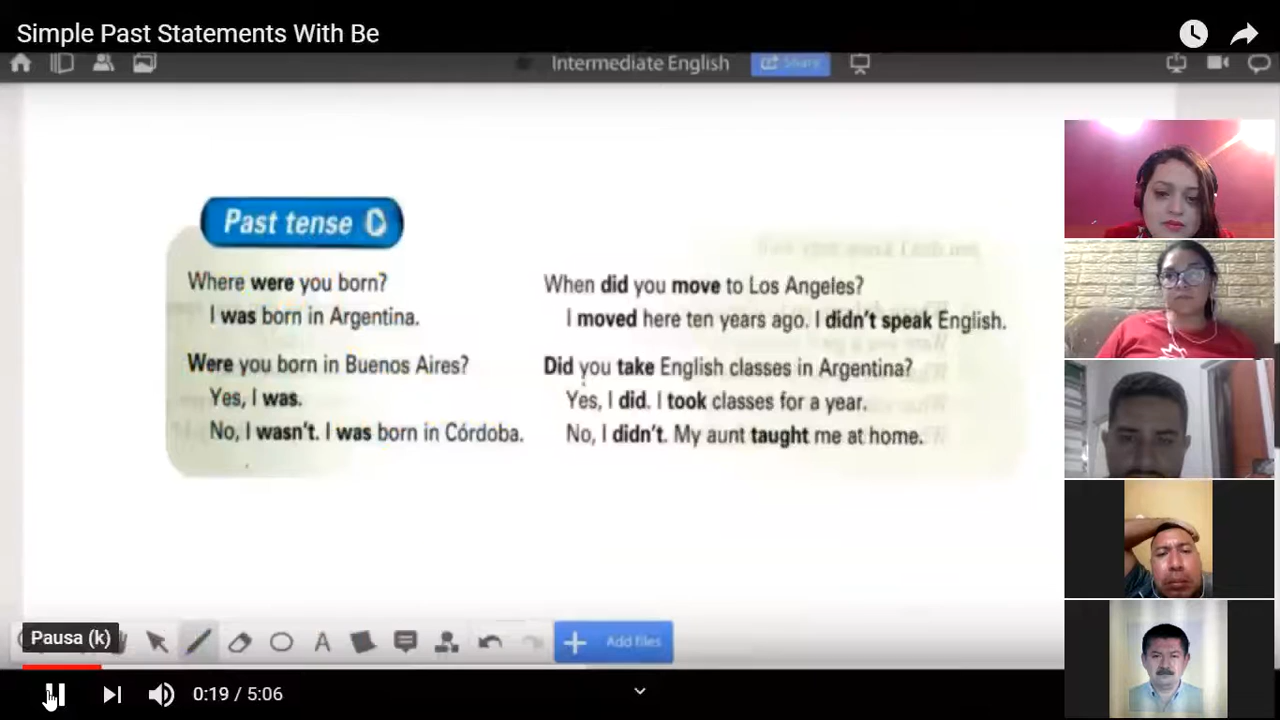 Simple Past Statements With Be
Intermediate English
Share
Past tense
Where were you born?
I was born in Argentina.
Were you born in Buenos Aires?
Yes, I was.
No, I wasn't. I was born in Córdoba.
When did you move to Los Angeles?
I moved here ten years ago. I didn't speak English.
Did you take English classes in Argentina?
Yes, I did. I took classes for a year.
No, I didn't. My aunt taught me at home.
Pausa (k)
A
Add files
0:19 / 5:06